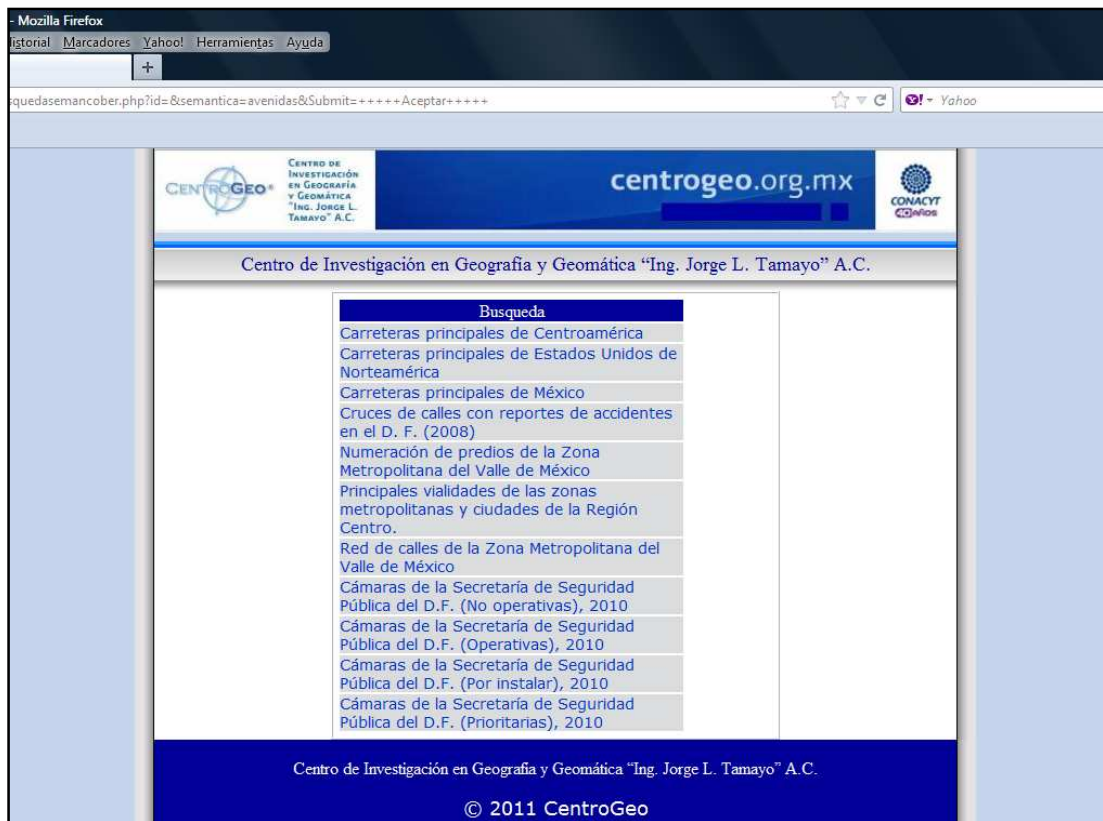 - Mozilla Firefox
istorial Marcadores Yahoo! Herramientas Ayuda
+
squedasemancober.php?id=&semantica=avenidas&Submit=+++++Aceptar+++++
Yahoo
CENTROGEO®
CENTRO DE
INVESTIGACIÓN
EN GEOGRAFÍA
Y GEOMÁTICA
"ING. JORGE L.
TAMAYO" A.C.
centrogeo.org.mx
CONACYT
40 AÑOS
Centro de Investigación en Geografía y Geomática “Ing. Jorge L. Tamayo” A.C.
Busqueda
Carreteras principales de Centroamérica
Carreteras principales de Estados Unidos de
Norteamérica
Carreteras principales de México
Cruces de calles con reportes de accidentes
en el D. F. (2008)
Numeración de predios de la Zona
Metropolitana del Valle de México
Principales vialidades de las zonas
metropolitanas y ciudades de la Región
Centro.
Red de calles de la Zona Metropolitana del
Valle de México
Cámaras de la Secretaría de Seguridad
Pública del D.F. (No operativas), 2010
Cámaras de la Secretaría de Seguridad
Pública del D.F. (Operativas), 2010
Cámaras de la Secretaría de Seguridad
Pública del D.F. (Por instalar), 2010
Cámaras de la Secretaría de Seguridad
Pública del D.F. (Prioritarias), 2010
Centro de Investigación en Geografía y Geomática “Ing. Jorge L. Tamayo” A.C.
© 2011 CentroGeo